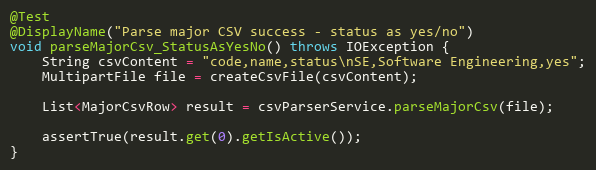 @Test
@DisplayName("Parse major CSV success - status as yes/no")
void parseMajorCsv_StatusAsYesNo() throws IOException {
    String csvContent = "code,name,status\nSE,Software Engineering,yes";
    MultipartFile file = createCsvFile(csvContent);

    List<MajorCsvRow> result = csvParserService.parseMajorCsv(file);

    assertTrue(result.get(0).getIsActive());
}